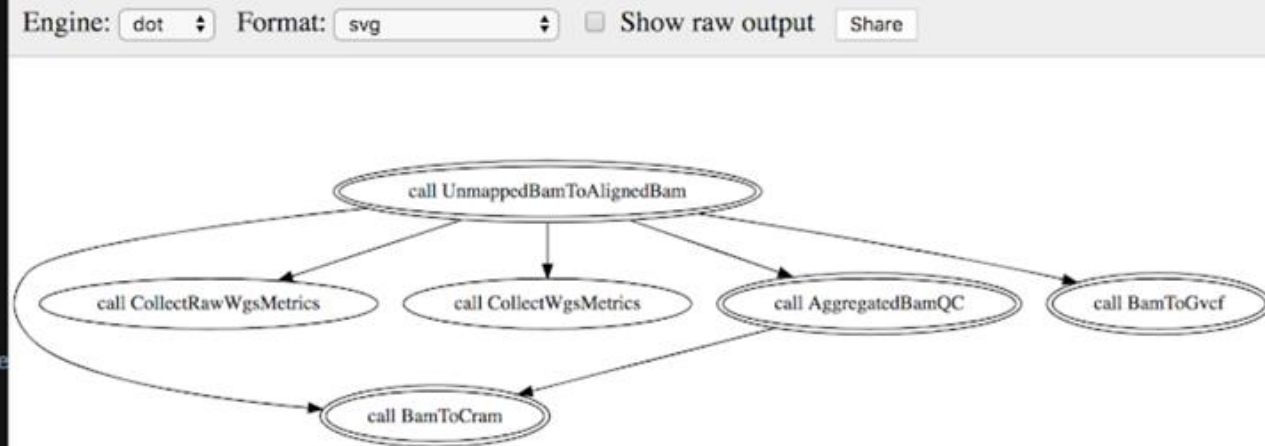 Engine: dot Format: svg Show raw output Share
call UnmappedBamToAlignedBam
call CollectRawWgsMetrics call CollectWgsMetrics call AggregatedBamQC call BamToGvcf
e
call BamToCram